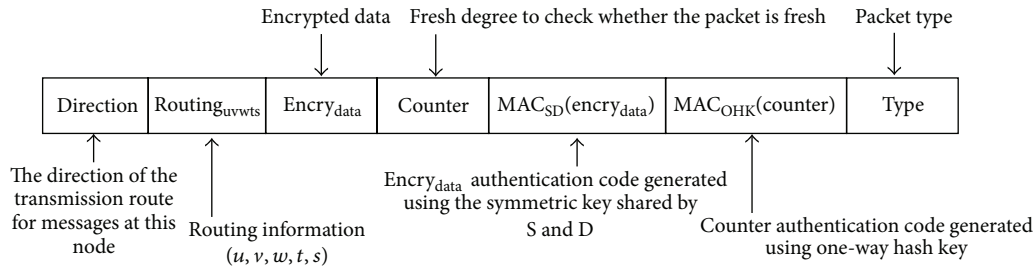 Encrypted data
Fresh degree to check whether the packet is fresh
Packet type
Direction
Routing_uvwts
Encry_data
Counter
MAC_SD(encry_data)
MAC_OHK(counter)
Type
The direction of the
transmission route
for messages at this
node
Routing information
(u, v, w, t, s)
Encry_data authentication code generated
using the symmetric key shared by
S and D
Counter authentication code generated
using one-way hash key